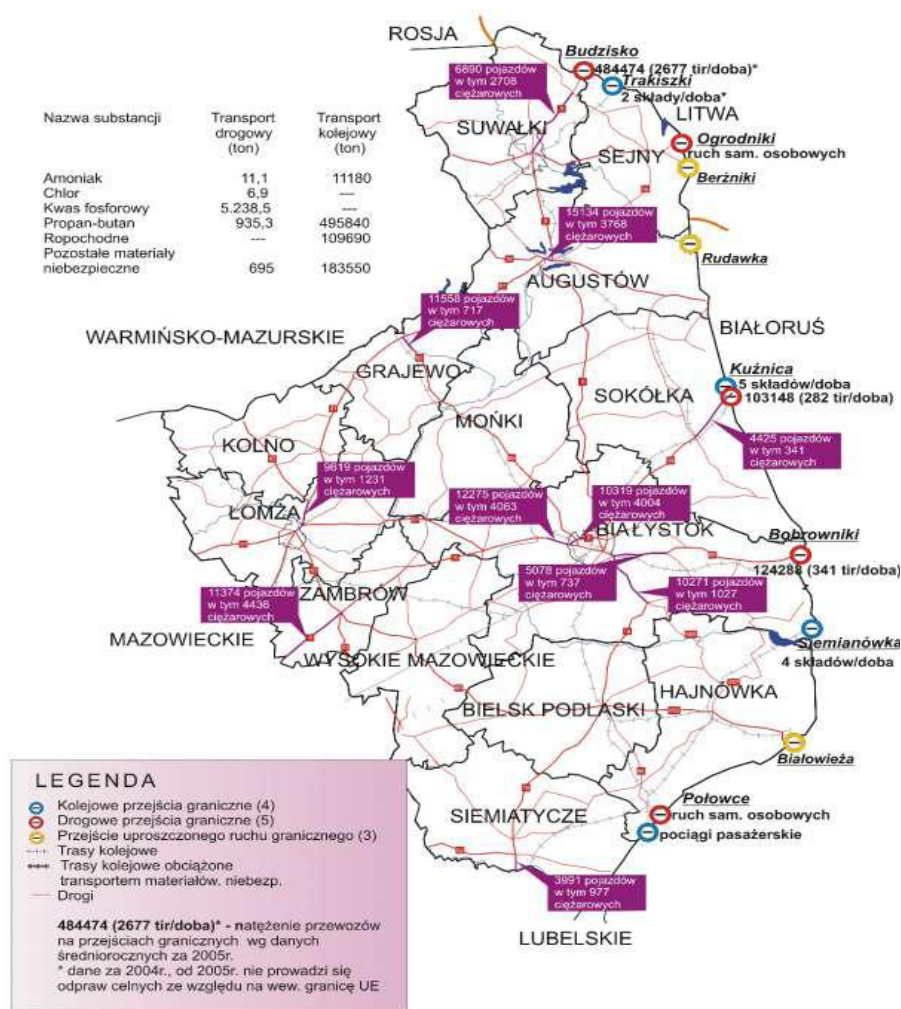 ROSJA
Budzisko
484474 (2677 tir/doba)*
Trakiszki
2 składy/doba*
LITWA
6890 pojazdów
w tym 2708
ciężarowych
SUWAŁKI
SEJNY
Ogrodniki
ruch sam. osobowych
Berżniki
Nazwa substancji Transport drogowy (ton) Transport kolejowy (ton)
Amoniak 11,1 11180
Chlor 6,9 ---
Kwas fosforowy 5.238,5 ---
Propan-butan 935,3 495840
Ropochodne --- 109690
Pozostałe materiały
niebezpieczne 695 183550
15134 pojazdów
w tym 3768
ciężarowych
Rudawka
AUGUSTÓW
11558 pojazdów
w tym 717
ciężarowych
WARMIŃSKO-MAZURSKIE
BIAŁORUŚ
GRAJEWO
Kuźnica
5 składów/doba
103148 (282 tir/doba)
SOKÓŁKA
MOŃKI
KOLNO
4425 pojazdów
w tym 341
ciężarowych
9619 pojazdów
w tym 1231
ciężarowych
12275 pojazdów
w tym 4063
ciężarowych
10319 pojazdów
w tym 4004
ciężarowych
ŁOMŻA
BIAŁYSTOK
Bobrowniki
124288 (341 tir/doba)
5078 pojazdów
w tym 737
ciężarowych
10271 pojazdów
w tym 1027
ciężarowych
11374 pojazdów
w tym 4436
ciężarowych
ZAMBRÓW
MAZOWIECKIE
Siemianówka
4 składów/doba
WYSOKIE MAZOWIECKIE
HAJNÓWKA
BIELSK PODLASKI
Białowieża
SIEMIATYCZE
Połowce
ruch sam. osobowych
pociągi pasażerskie
3991 pojazdów
w tym 977
ciężarowych
LUBELSKIE
LEGENDA
Kolejowe przejścia graniczne (4)
Drogowe przejścia graniczne (5)
Przejście uproszczonego ruchu granicznego (3)
Trasy kolejowe
Trasy kolejowe obciążone
transportem materiałów. niebezp.
Drogi
484474 (2677 tir/doba)* - natężenie przewozów
na przejściach granicznych wg danych
średniorocznych za 2005r.
* dane za 2004r., od 2005r. nie prowadzi się
odpraw celnych ze względu na wew. granicę UE